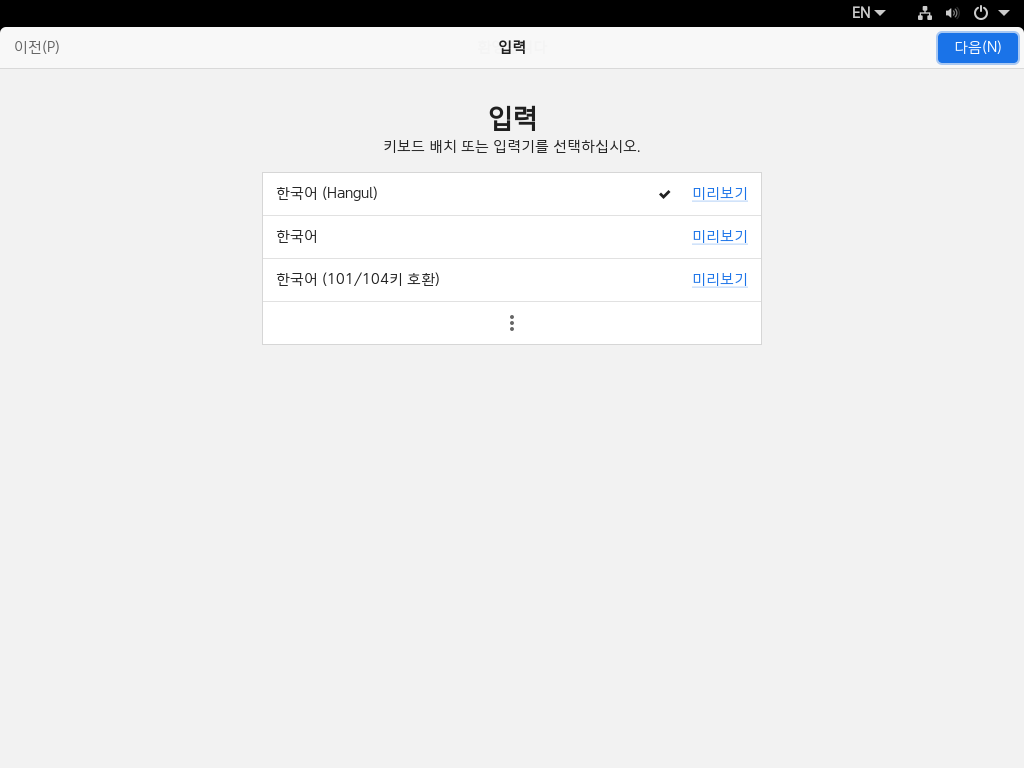 EN
이전(P)
입력
다음(N)
입력
키보드 배치 또는 입력기를 선택하십시오.
한국어 (Hangul)
미리보기
한국어
미리보기
한국어 (101/104키 호환)
미리보기